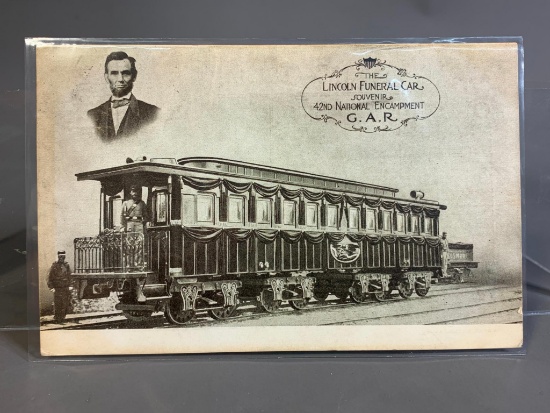 THE
LINCOLN FUNERAL CAR
SOUVENIR
42ND NATIONAL ENCAMPMENT
G.A.R